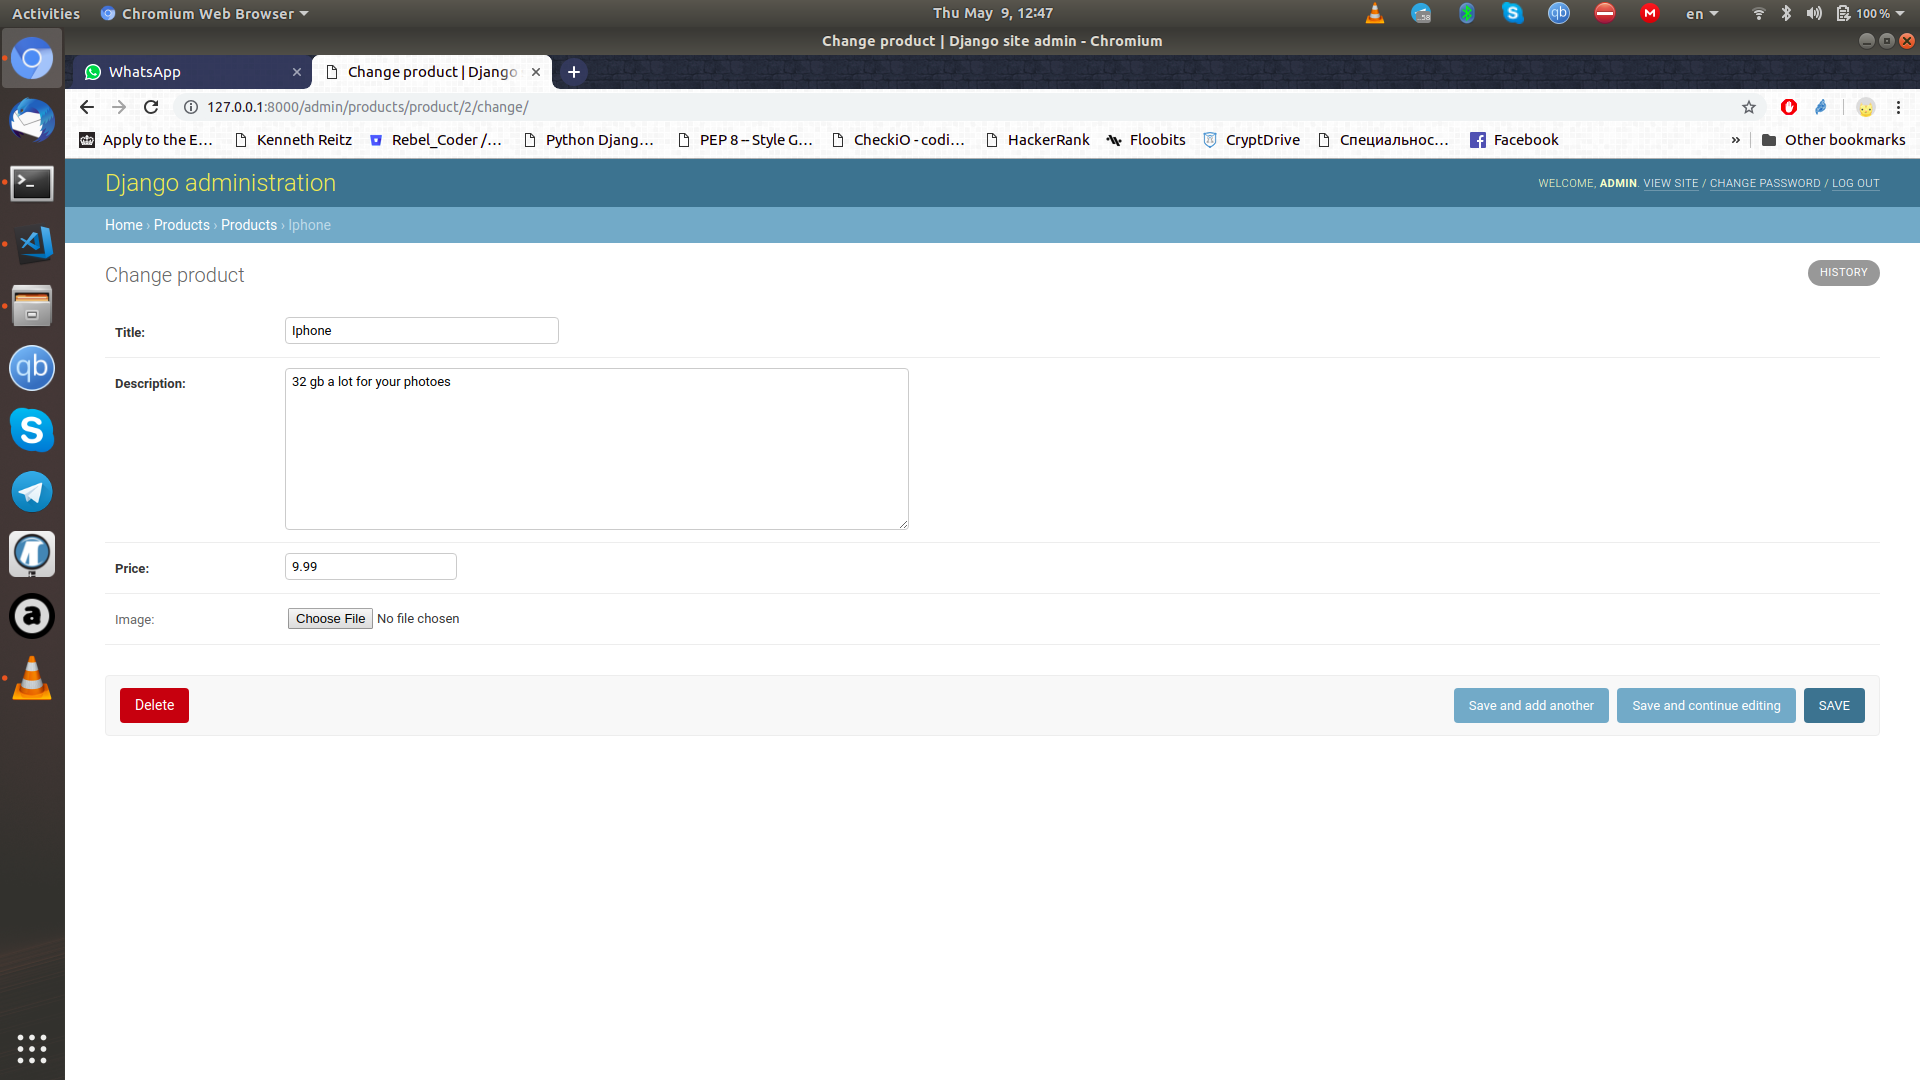 Activities Chromium Web Browser Thu May 9, 12:47 .58 qb M en 100 %
Change product | Django site admin - Chromium
WhatsApp Change product | Django
127.0.0.1:8000/admin/products/product/2/change/
Apply to the E... Kenneth Reitz Rebel_Coder /... Python Djang... PEP 8 -- Style G... CheckiO - codi... HackerRank Floobits CryptDrive Специальнос... Facebook » Other bookmarks
Django administration WELCOME, ADMIN. VIEW SITE / CHANGE PASSWORD / LOG OUT
Home › Products › Products › Iphone
Change product HISTORY
Title: Iphone
Description: 32 gb a lot for your photoes
Price: 9.99
Image: Choose File No file chosen
Delete Save and add another Save and continue editing SAVE
qb
S
a